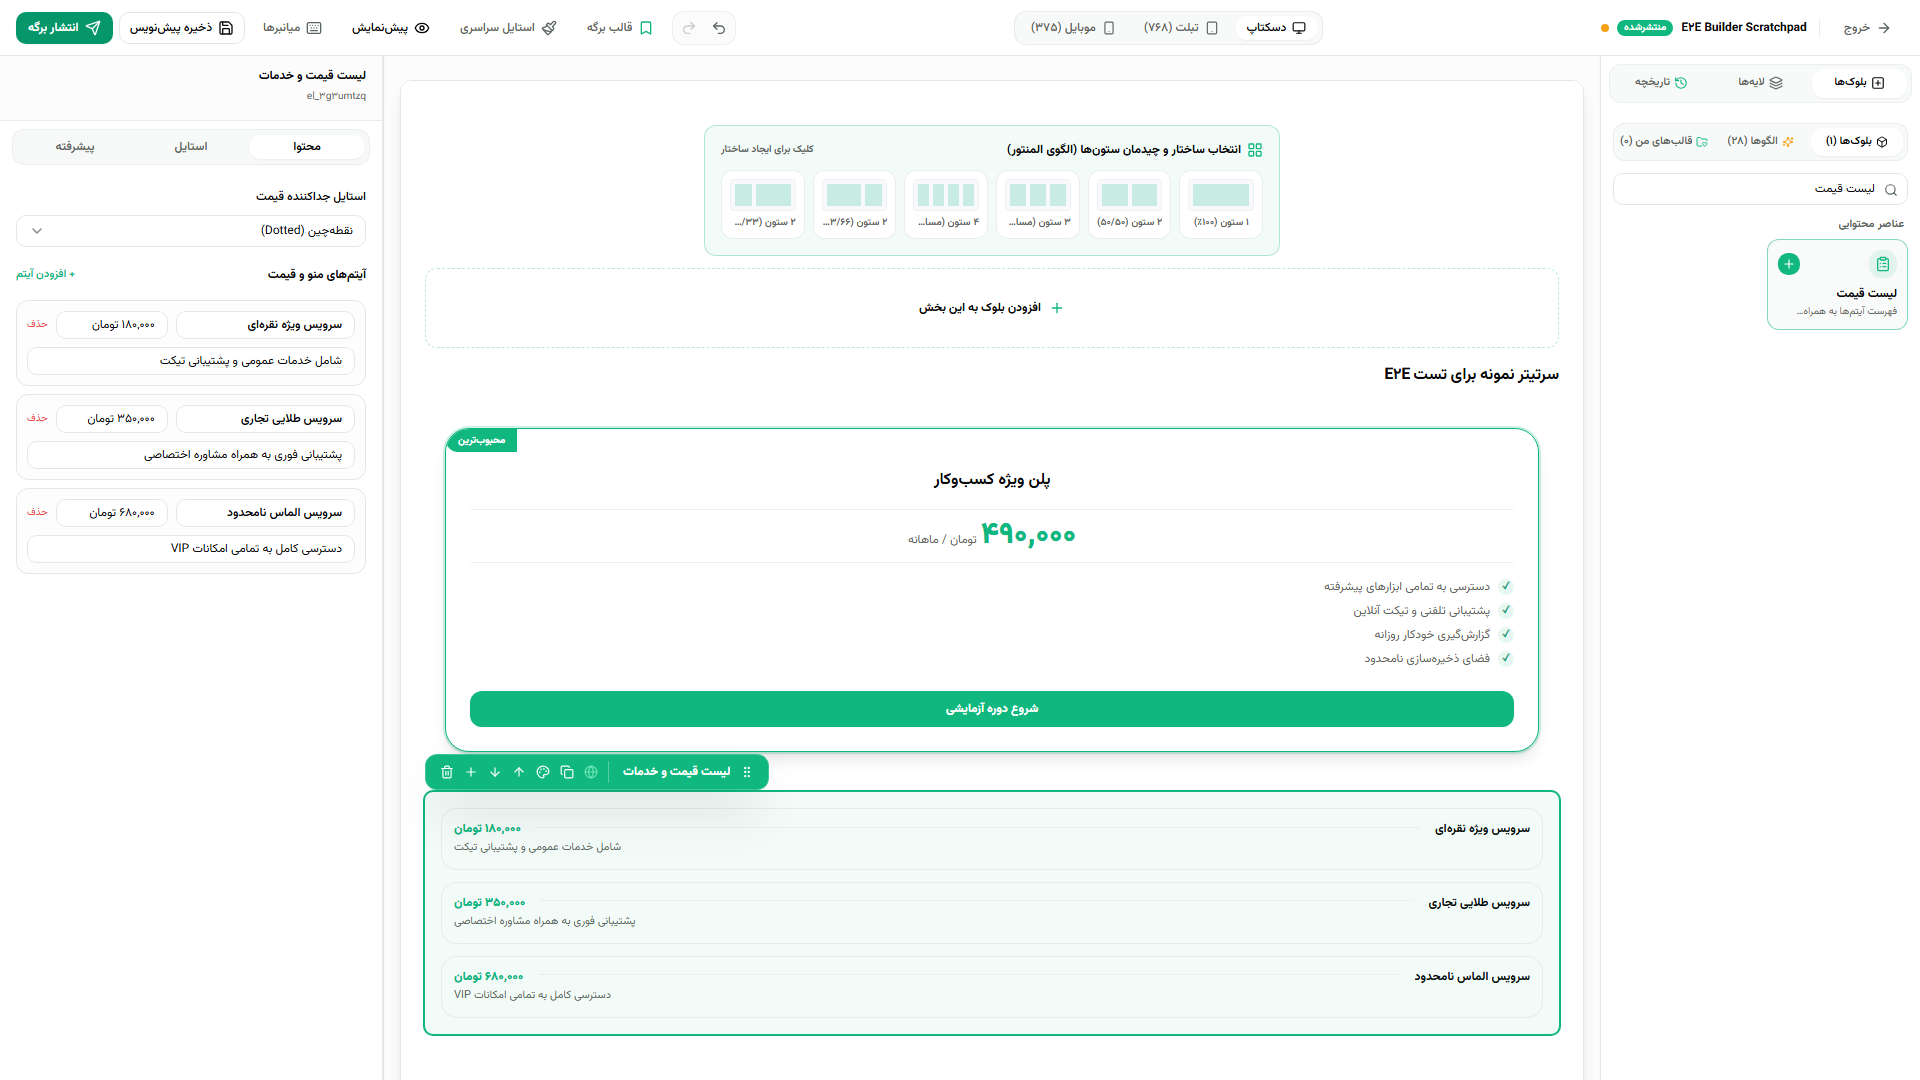 خروج
E2E Builder Scratchpad
منتشرشده
دسکتاپ
تبلت (۷۶۸)
موبایل (۳۷۵)
قالب برگه
استایل سراسری
پیش‌نمایش
میانبرها
ذخیره پیش‌نویس
انتشار برگه
بلوک‌ها
لایه‌ها
تاریخچه
بلوک‌ها (۱)
الگوها (۲۸)
قالب‌های من (۰)
لیست قیمت
عناصر محتوایی
لیست قیمت
فهرست آیتم‌ها به همراه...
انتخاب ساختار و چیدمان ستون‌ها (الگوی المنتور)
کلیک برای ایجاد ساختار
۱ ستون (۱۰۰٪)
۲ ستون (۵۰/۵۰)
۳ ستون (مسا...
۴ ستون (مسا...
۲ ستون (۳/۶۶...
۲ ستون (۳۳/...
افزودن بلوک به این بخش
سرتیتر نمونه برای تست E2E
محبوب‌ترین
پلن ویژه کسب‌وکار
۴۹۰,۰۰۰ تومان / ماهانه
دسترسی به تمامی ابزارهای پیشرفته
پشتیبانی تلفنی و تیکت آنلاین
گزارش‌گیری خودکار روزانه
فضای ذخیره‌سازی نامحدود
شروع دوره آزمایشی
لیست قیمت و خدمات
سرویس ویژه نقره‌ای
۱۸۰,۰۰۰ تومان
شامل خدمات عمومی و پشتیبانی تیکت
سرویس طلایی تجاری
۳۵۰,۰۰۰ تومان
پشتیبانی فوری به همراه مشاوره اختصاصی
سرویس الماس نامحدود
۶۸۰,۰۰۰ تومان
دسترسی کامل به تمامی امکانات VIP
لیست قیمت و خدمات
el_۳g۳umtzq
محتوا
استایل
پیشرفته
استایل جداکننده قیمت
نقطه‌چین (Dotted)
آیتم‌های منو و قیمت
+ افزودن آیتم
سرویس ویژه نقره‌ای
۱۸۰,۰۰۰ تومان
حذف
شامل خدمات عمومی و پشتیبانی تیکت
سرویس طلایی تجاری
۳۵۰,۰۰۰ تومان
حذف
پشتیبانی فوری به همراه مشاوره اختصاصی
سرویس الماس نامحدود
۶۸۰,۰۰۰ تومان
حذف
دسترسی کامل به تمامی امکانات VIP